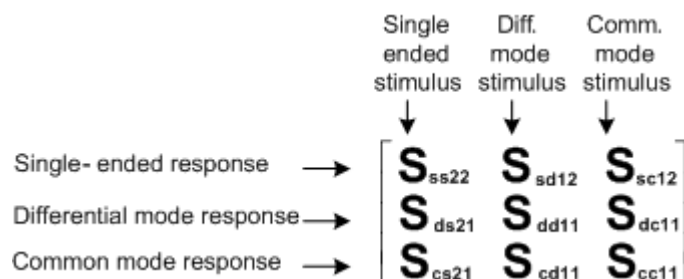 Single Diff. Comm.
ended mode mode
stimulus stimulus stimulus
Single- ended response Sss22 Ssd12 Ssc12
Differential mode response Sds21 Sdd11 Sdc11
Common mode response Scs21 Scd11 Scc11